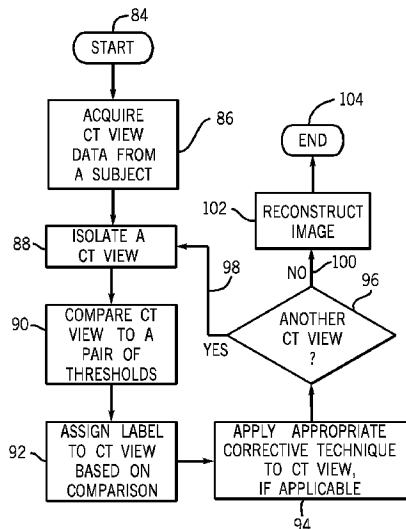 84
START
ACQUIRE
CT VIEW
DATA FROM
A SUBJECT
86
88
ISOLATE A
CT VIEW
98
90
COMPARE CT
VIEW TO A
PAIR OF
THRESHOLDS
92
ASSIGN LABEL
TO CT VIEW
BASED ON
COMPARISON
APPLY APPROPRIATE
CORRECTIVE TECHNIQUE
TO CT VIEW,
IF APPLICABLE
94
ANOTHER
CT VIEW
?
96
YES
NO
100
102
RECONSTRUCT
IMAGE
104
END